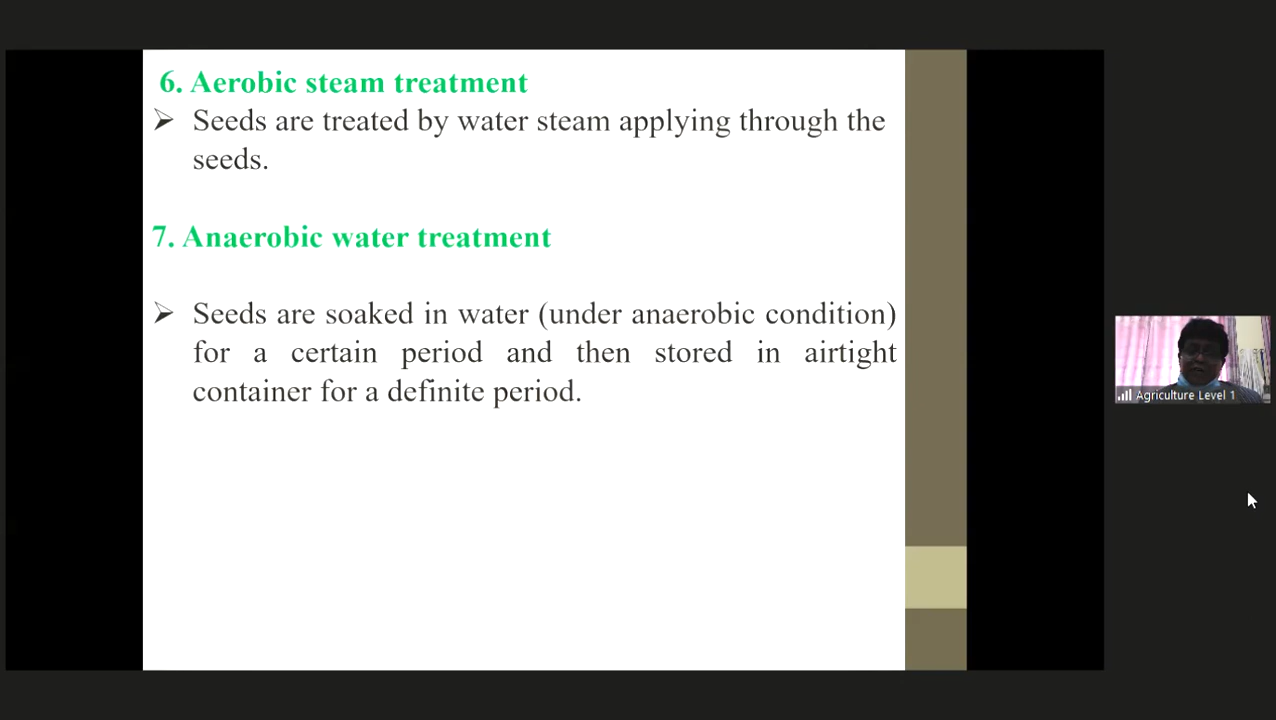 6. Aerobic steam treatment
➢ Seeds are treated by water steam applying through the
seeds.
7. Anaerobic water treatment
➢ Seeds are soaked in water (under anaerobic condition)
for a certain period and then stored in airtight
container for a definite period.
Agriculture Level 1